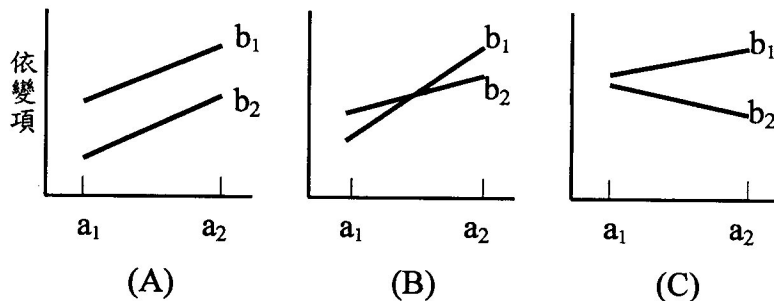 依變項
b₁
b₂
a₁ a₂
(A)
b₁
b₂
a₁ a₂
(B)
b₁
b₂
a₁ a₂
(C)